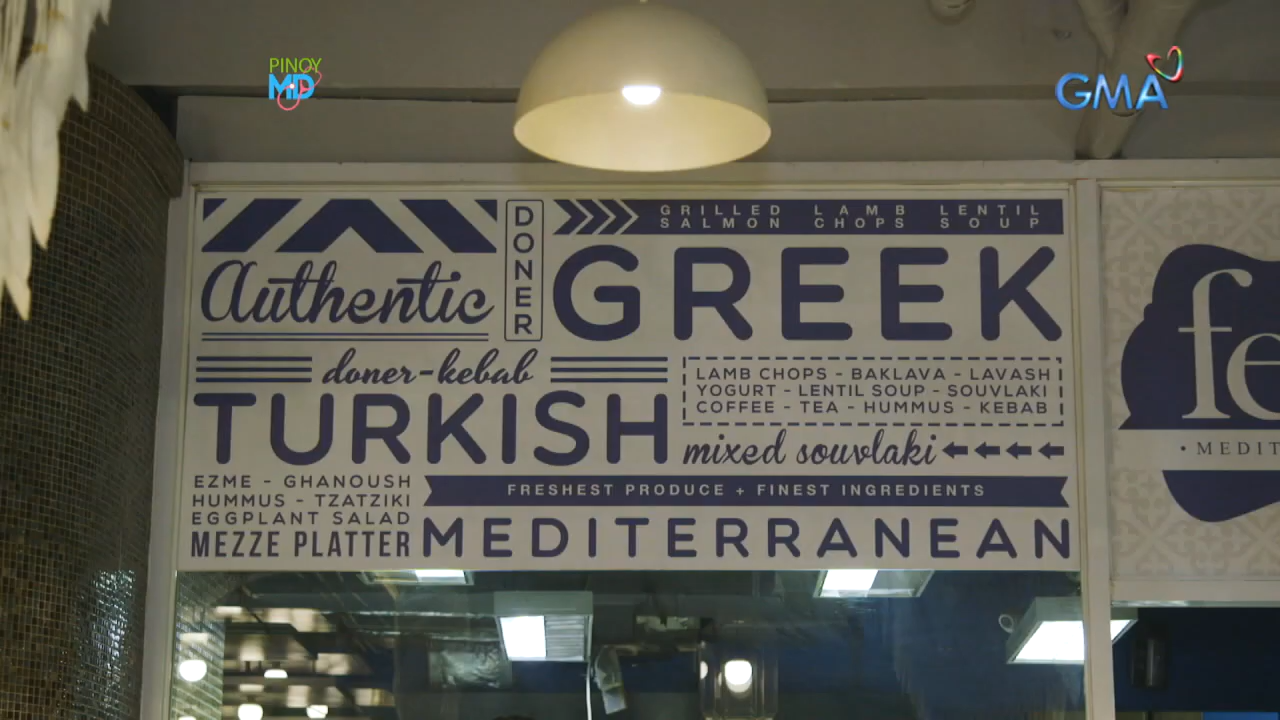 PINOY
MD
GMA
DONER
GRILLED LAMB LENTIL
SALMON CHOPS SOUP
Authentic
GREEK
doner-kebab
LAMB CHOPS - BAKLAVA - LAVASH
YOGURT - LENTIL SOUP - SOUVLAKI
COFFEE - TEA - HUMMUS - KEBAB
TURKISH
mixed souvlaki
EZME - GHANOUSH
HUMMUS - TZATZIKI
EGGPLANT SALAD
MEZZE PLATTER
FRESHEST PRODUCE + FINEST INGREDIENTS
MEDITERRANEAN
fe
• MEDIT